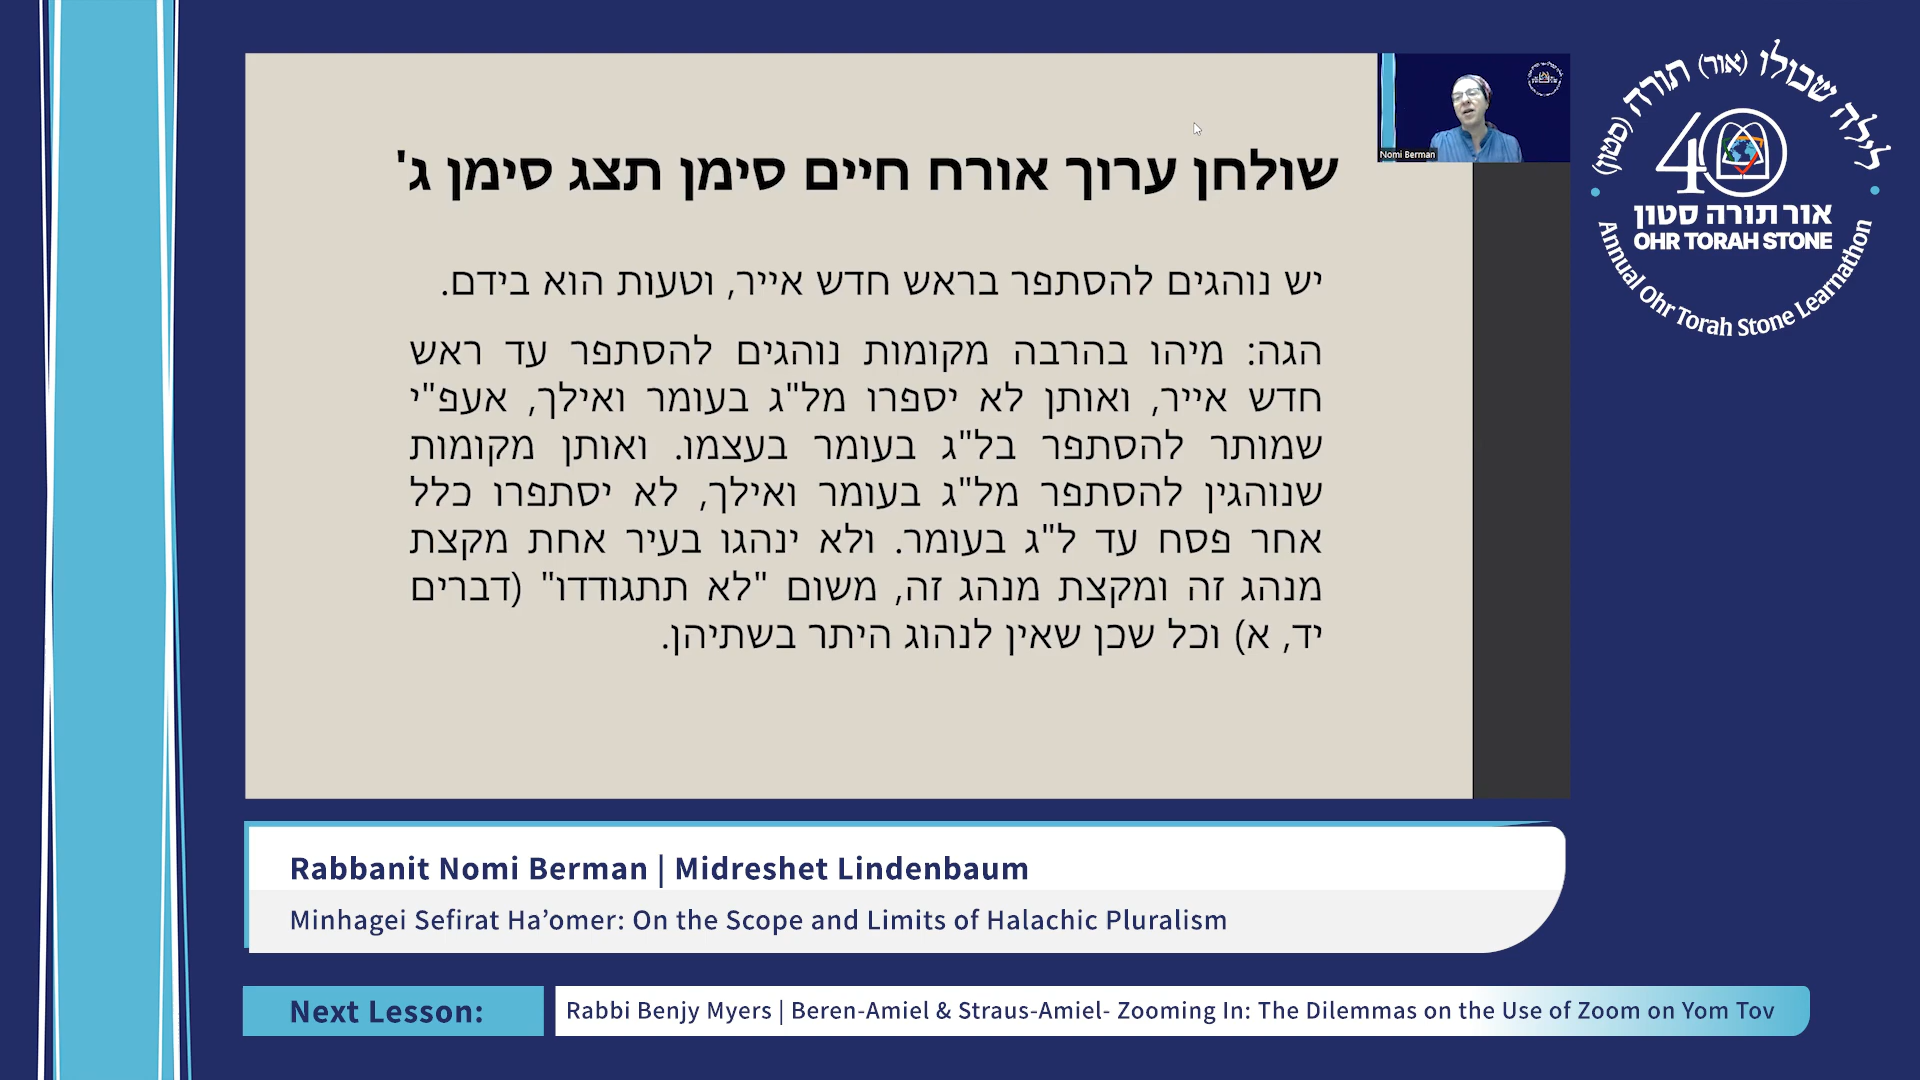 שולחן ערוך אורח חיים סימן תצג סימן ג'
יש נוהגים להסתפר בראש חדש אייר, וטעות הוא בידם.
הגה: מיהו בהרבה מקומות נוהגים להסתפר עד ראש
חדש אייר, ואותן לא יספרו מל"ג בעומר ואילך, אעפ"י
שמותר להסתפר בל"ג בעומר בעצמו. ואותן מקומות
שנוהגין להסתפר מל"ג בעומר ואילך, לא יסתפרו כלל
אחר פסח עד ל"ג בעומר. ולא ינהגו בעיר אחת מקצת
מנהג זה ומקצת מנהג זה, משום "לא תתגודדו" (דברים
יד, א) וכל שכן שאין לנהוג היתר בשתיהן.
Nomi Berman
לילה שכולו (אור) תורה (סטון)
40
אור תורה סטון
OHR TORAH STONE
Annual Ohr Torah Stone Learnathon
Rabbanit Nomi Berman | Midreshet Lindenbaum
Minhagei Sefirat Ha’omer: On the Scope and Limits of Halachic Pluralism
Next Lesson:
Rabbi Benjy Myers | Beren-Amiel & Straus-Amiel- Zooming In: The Dilemmas on the Use of Zoom on Yom Tov